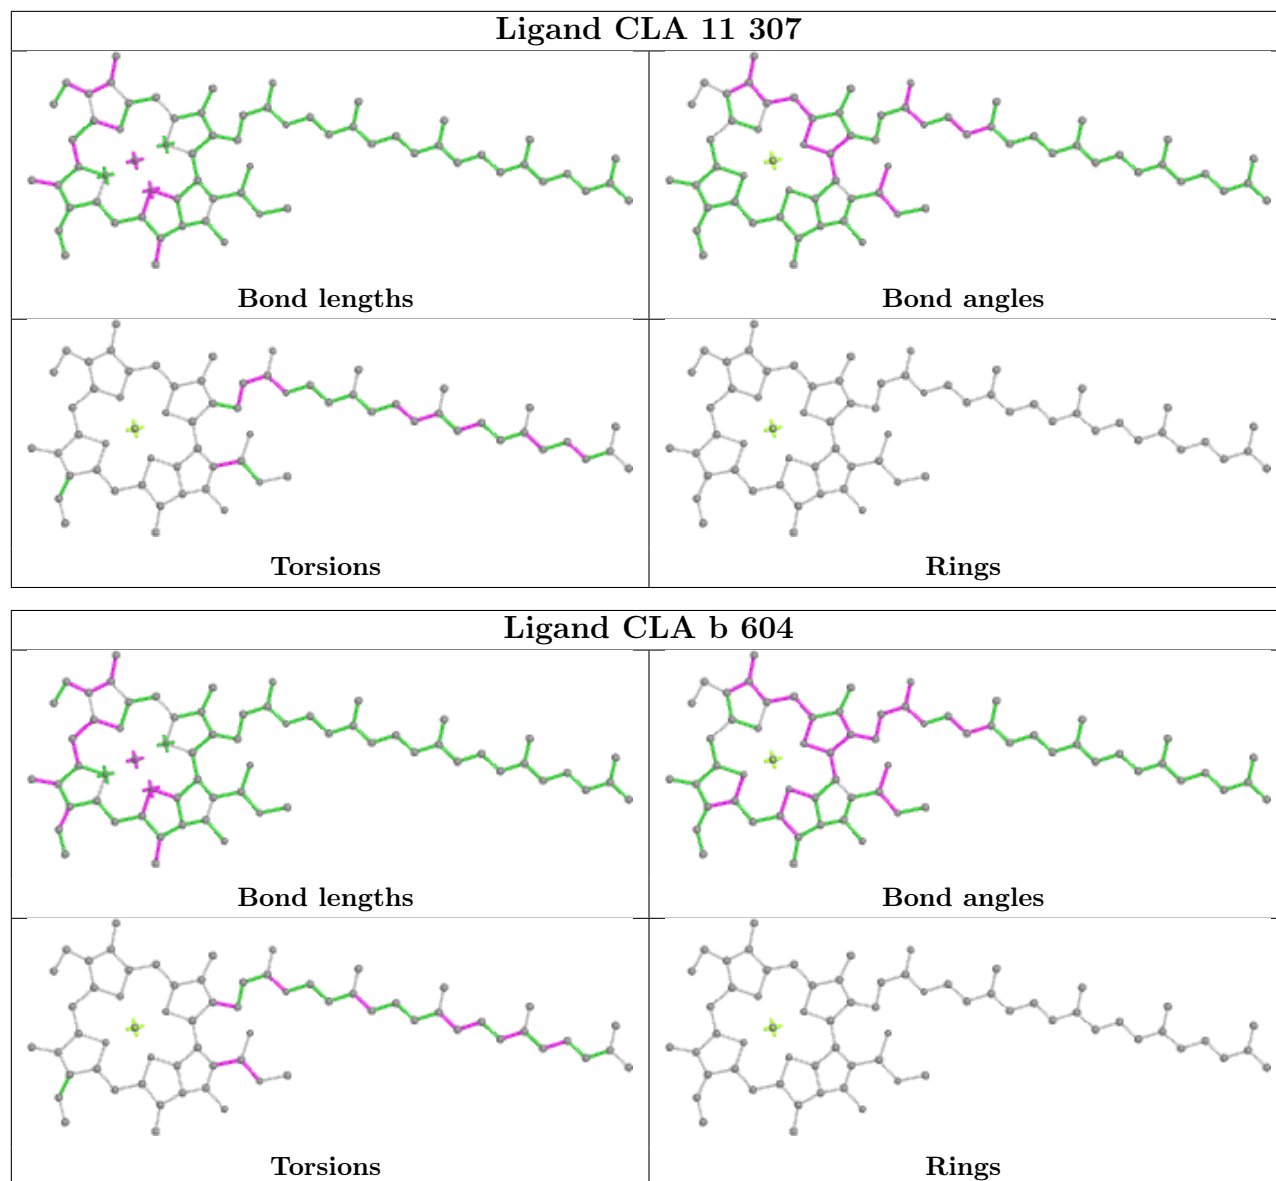 Ligand CLA 11 307
Bond lengths
Bond angles
Torsions
Rings
Ligand CLA b 604
Bond lengths
Bond angles
Torsions
Rings